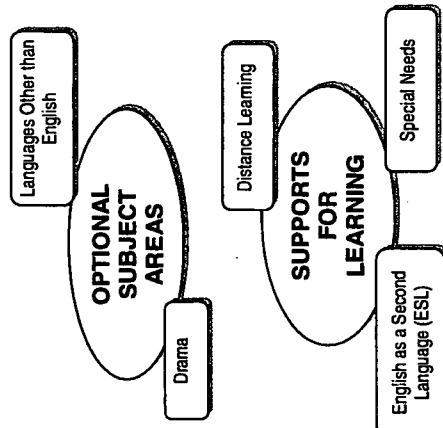 Languages Other than
English
OPTIONAL
SUBJECT
AREAS
Drama
Distance Learning
SUPPORTS
FOR
LEARNING
English as a Second
Language (ESL)
Special Needs